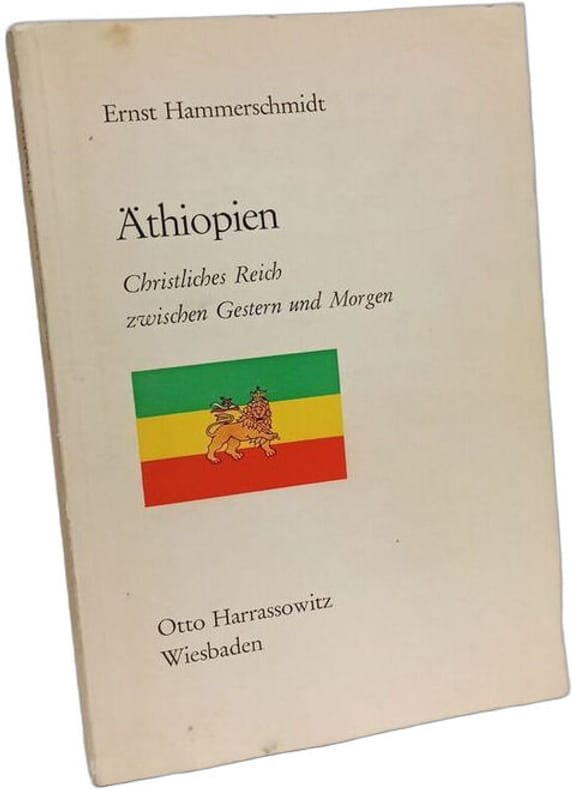 Ernst Hammerschmidt
Äthiopien
Christliches Reich
zwischen Gestern und Morgen
Otto Harrassowitz
Wiesbaden